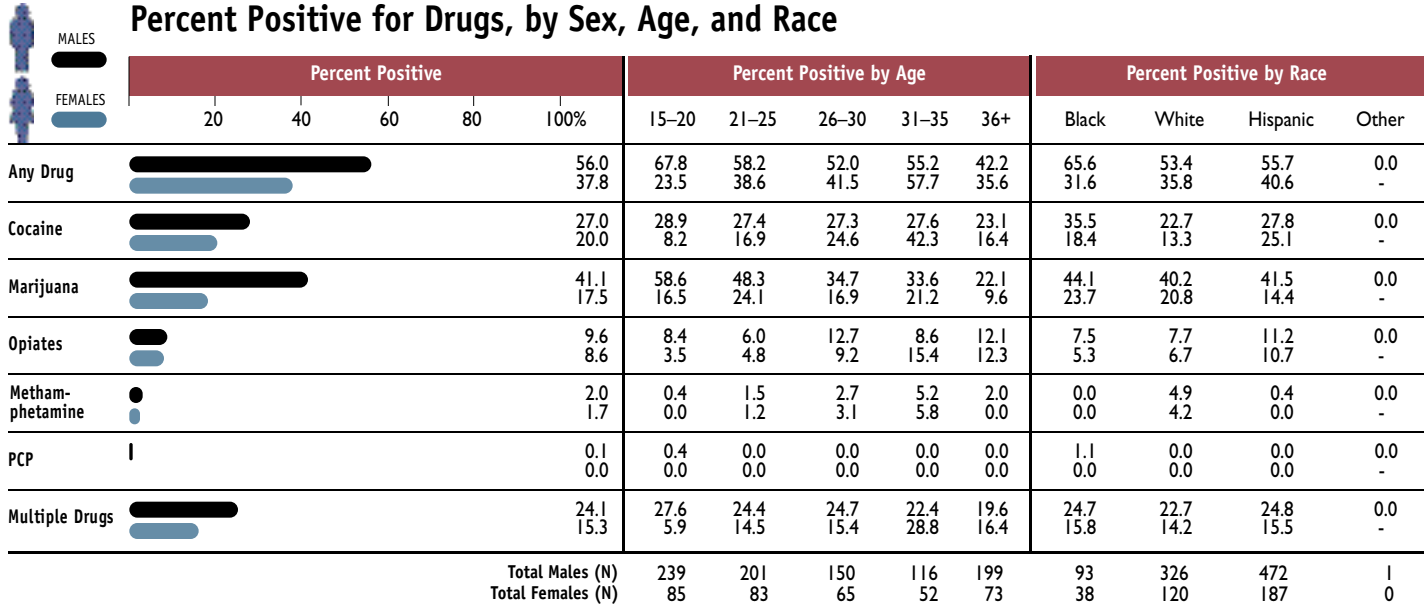 Percent Positive for Drugs, by Sex, Age, and Race
MALES
FEMALES
Percent Positive Percent Positive by Age Percent Positive by Race
20 40 60 80 100% 15–20 21–25 26–30 31–35 36+ Black White Hispanic Other
Any Drug 56.0 67.8 58.2 52.0 55.2 42.2 65.6 53.4 55.7 0.0
37.8 23.5 38.6 41.5 57.7 35.6 31.6 35.8 40.6 -
Cocaine 27.0 28.9 27.4 27.3 27.6 23.1 35.5 22.7 27.8 0.0
20.0 8.2 16.9 24.6 42.3 16.4 18.4 13.3 25.1 -
Marijuana 41.1 58.6 48.3 34.7 33.6 22.1 44.1 40.2 41.5 0.0
17.5 16.5 24.1 16.9 21.2 9.6 23.7 20.8 14.4 -
Opiates 9.6 8.4 6.0 12.7 8.6 12.1 7.5 7.7 11.2 0.0
8.6 3.5 4.8 9.2 15.4 12.3 5.3 6.7 10.7 -
Metham-
phetamine
2.0 0.4 1.5 2.7 5.2 2.0 0.0 4.9 0.4 0.0
1.7 0.0 1.2 3.1 5.8 0.0 0.0 4.2 0.0 -
PCP 0.1 0.4 0.0 0.0 0.0 0.0 1.1 0.0 0.0 0.0
0.0 0.0 0.0 0.0 0.0 0.0 0.0 0.0 0.0 -
Multiple Drugs 24.1 27.6 24.4 24.7 22.4 19.6 24.7 22.7 24.8 0.0
15.3 5.9 14.5 15.4 28.8 16.4 15.8 14.2 15.5 -
Total Males (N) 239 201 150 116 199 93 326 472 1
Total Females (N) 85 83 65 52 73 38 120 187 0